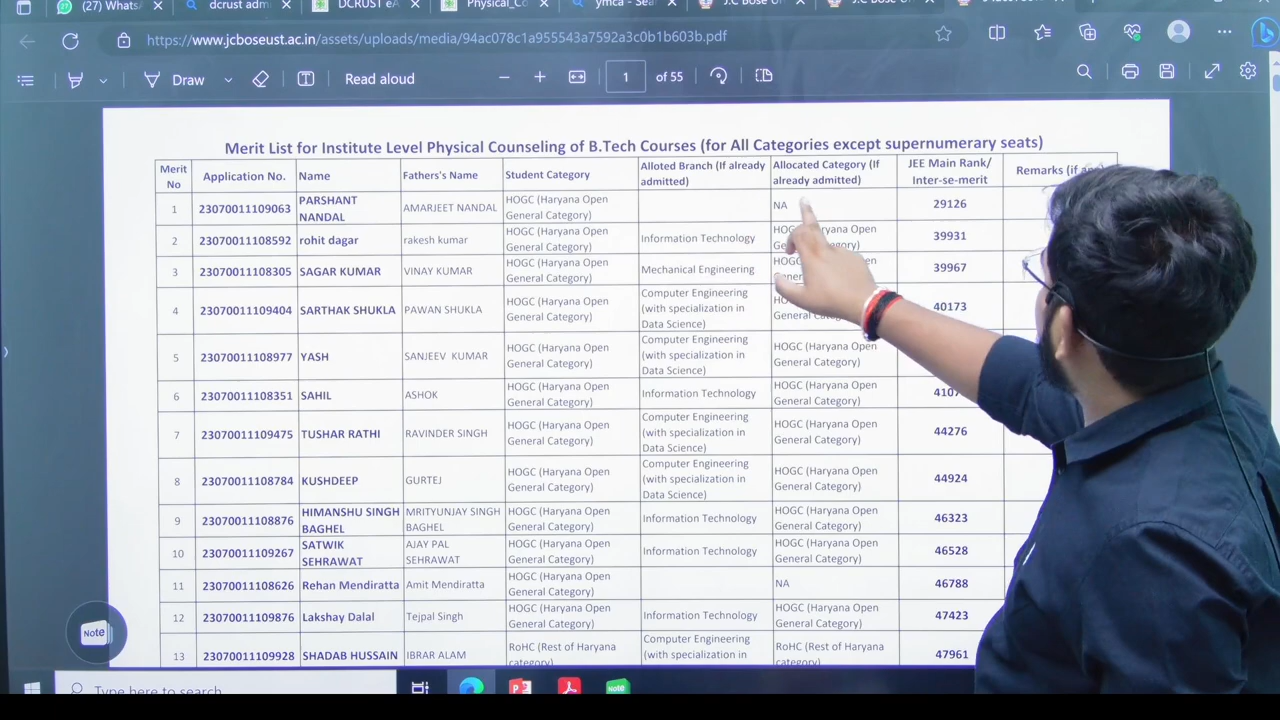 (27) Whats
dcrust adm
DCRUST eA
Physical_Co
ymca - Sea
J.C Bose Un
https://www.jcboseust.ac.in/assets/uploads/media/94ac078c1a955543a7592a3c0b1b603b.pdf
Draw
Read aloud
1 of 55
Merit List for Institute Level Physical Counseling of B.Tech Courses (for All Categories except supernumerary seats)
Merit No Application No. Name Fathers's Name Student Category Alloted Branch (If already admitted) Allocated Category (If already admitted) JEE Main Rank/ Inter-se-merit Remarks (if
1 23070011109063 PARSHANT NANDAL AMARJEET NANDAL HOGC (Haryana Open General Category) NA 29126
2 23070011108592 rohit dagar rakesh kumar HOGC (Haryana Open General Category) Information Technology 39931
3 23070011108305 SAGAR KUMAR VINAY KUMAR HOGC (Haryana Open General Category) Mechanical Engineering 39967
4 23070011109404 SARTHAK SHUKLA PAWAN SHUKLA HOGC (Haryana Open General Category) Computer Engineering (with specialization in Data Science) 40173
5 23070011108977 YASH SANJEEV KUMAR HOGC (Haryana Open General Category) Computer Engineering (with specialization in Data Science) HOGC (Haryana Open General Category)
6 23070011108351 SAHIL ASHOK HOGC (Haryana Open General Category) Information Technology HOGC (Haryana Open General Category)
7 23070011109475 TUSHAR RATHI RAVINDER SINGH HOGC (Haryana Open General Category) Computer Engineering (with specialization in Data Science) HOGC (Haryana Open General Category) 44276
8 23070011108784 KUSHDEEP GURTEJ HOGC (Haryana Open General Category) Computer Engineering (with specialization in Data Science) HOGC (Haryana Open General Category) 44924
9 23070011108876 HIMANSHU SINGH BAGHEL MRITYUNJAY SINGH BAGHEL HOGC (Haryana Open General Category) Information Technology HOGC (Haryana Open General Category) 46323
10 23070011109267 SATWIK SEHRAWAT AJAY PAL SEHRAWAT HOGC (Haryana Open General Category) Information Technology HOGC (Haryana Open General Category) 46528
11 23070011108626 Rehan Mendiratta Amit Mendiratta HOGC (Haryana Open General Category) NA 46788
12 23070011109876 Lakshay Dalal Tejpal Singh HOGC (Haryana Open General Category) Information Technology HOGC (Haryana Open General Category) 47423
13 23070011109928 SHADAB HUSSAIN IBRAR ALAM RoHC (Rest of Haryana category) Computer Engineering (with specialization in RoHC (Rest of Haryana category) 47961
Note
Type here to search
Note